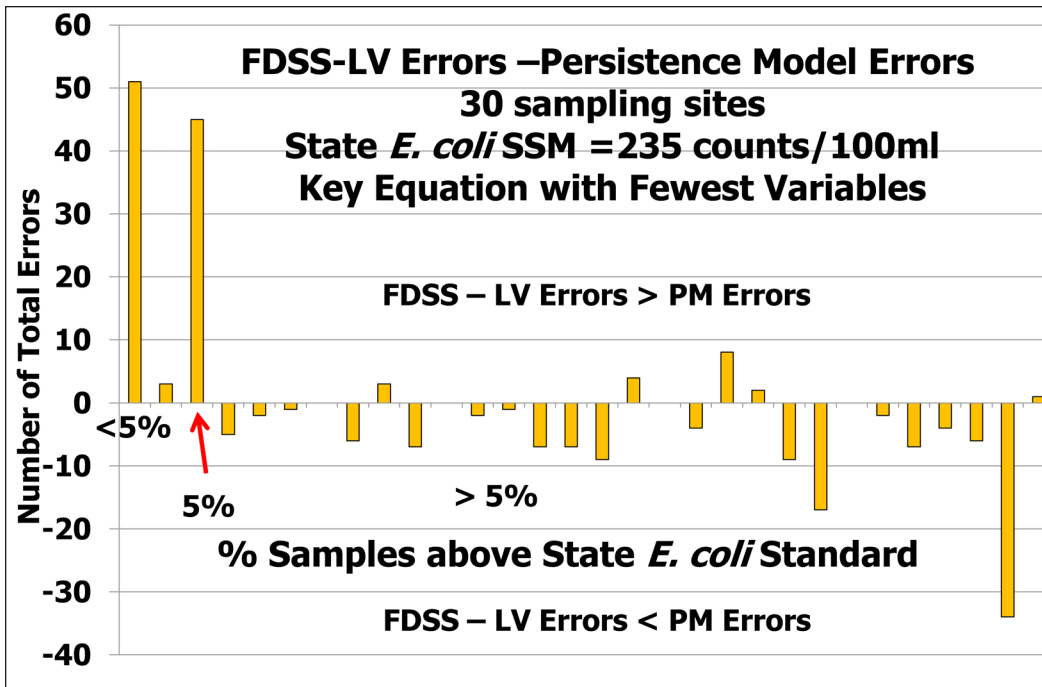 FDSS-LV Errors –Persistence Model Errors
30 sampling sites
State E. coli SSM =235 counts/100ml
Key Equation with Fewest Variables
Number of Total Errors
60
50
40
30
20
10
0
-10
-20
-30
-40
FDSS – LV Errors > PM Errors
<5%
5%
> 5%
% Samples above State E. coli Standard
FDSS – LV Errors < PM Errors